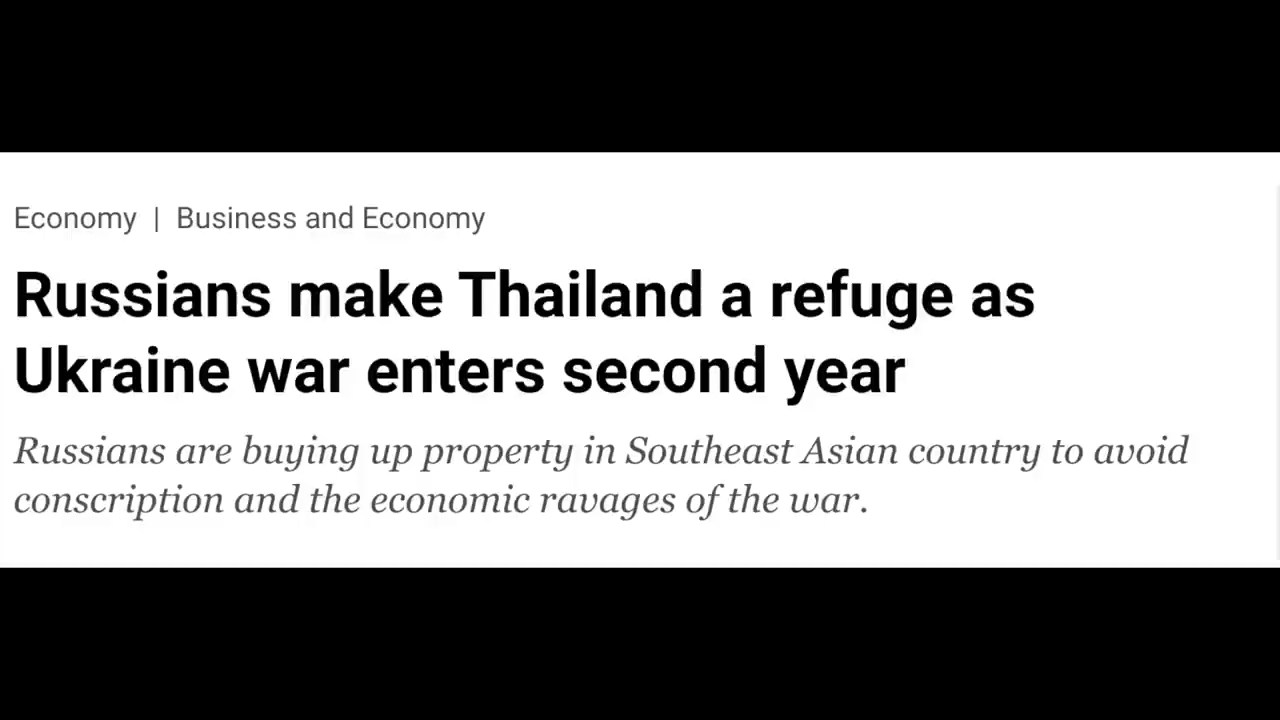 Economy | Business and Economy
Russians make Thailand a refuge as
Ukraine war enters second year
Russians are buying up property in Southeast Asian country to avoid
conscription and the economic ravages of the war.